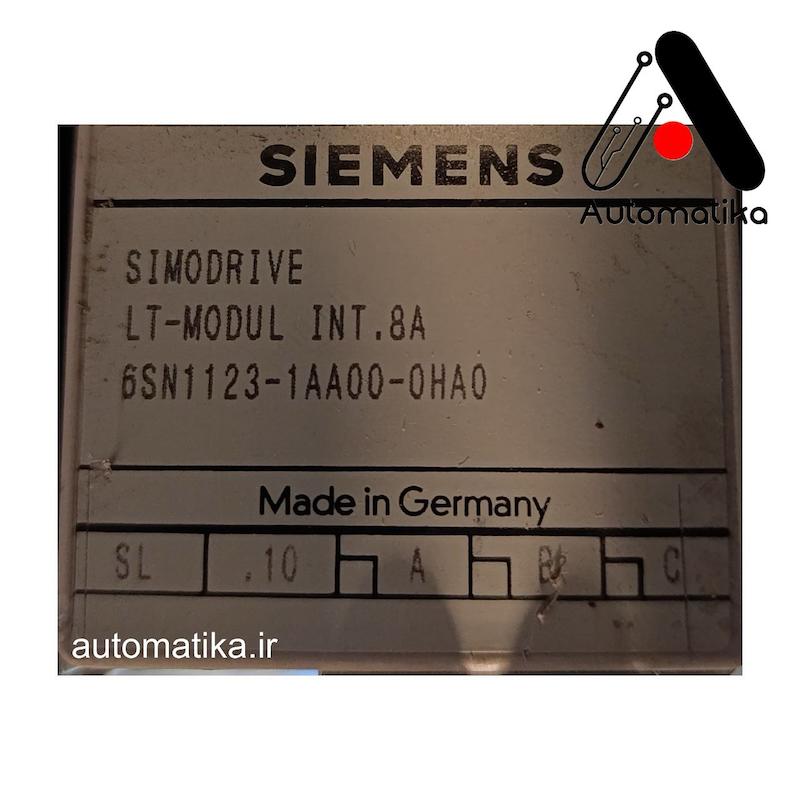 Automatika
SIEMENS
SIMODRIVE
LT-MODUL INT.8A
6SN1123-1AA00-0HA0
Made in Germany
SL .10 A B C
automatika.ir